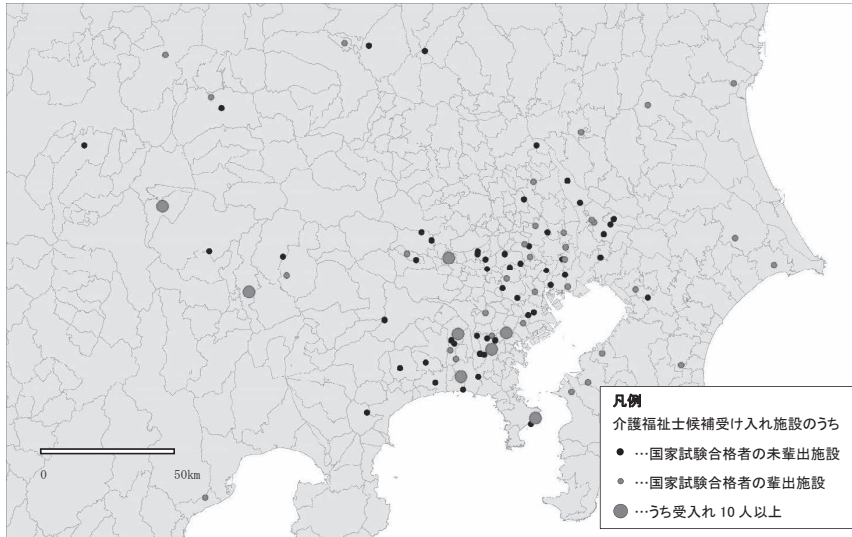 凡例
介護福祉士候補受け入れ施設のうち
…国家試験合格者の未輩出施設
…国家試験合格者の輩出施設
…うち受入れ 10 人以上
0 50km